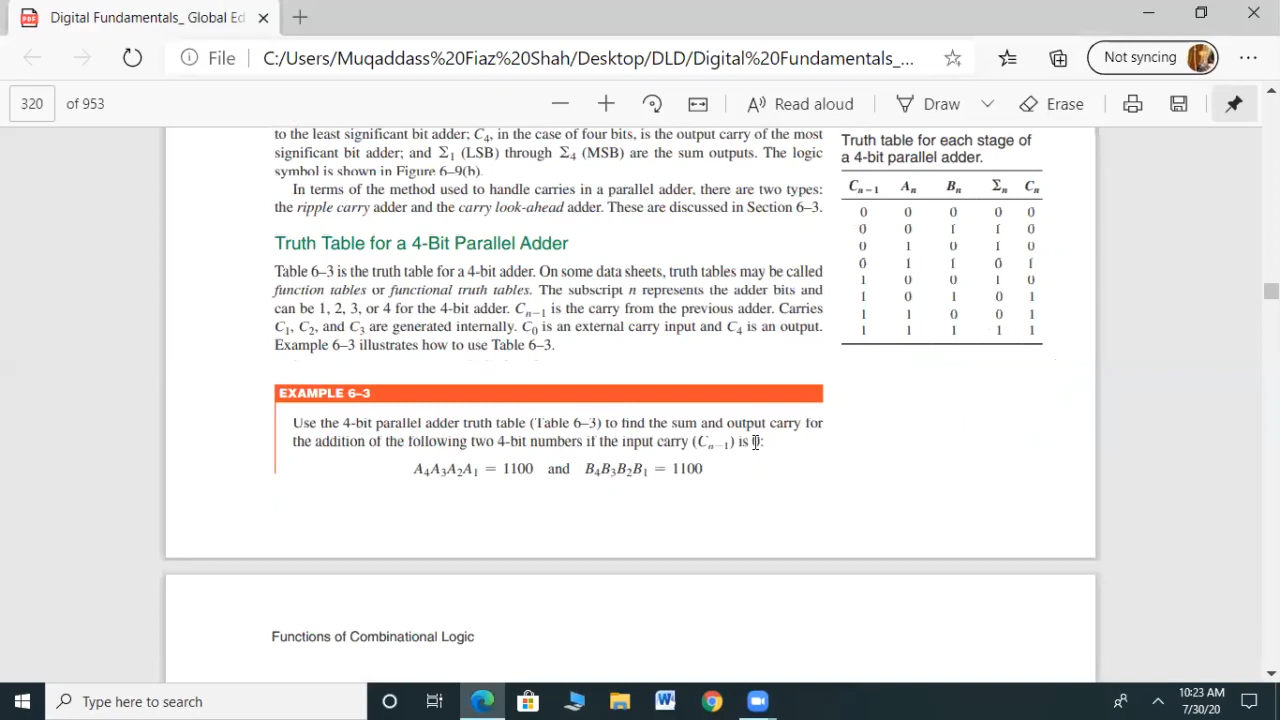 Digital Fundamentals_ Global Ed
File
C:/Users/Muqaddass%20Fiaz%20Shah/Desktop/DLD/Digital%20Fundamentals_...
Not syncing
320 of 953
Read aloud
Draw
Erase
to the least significant bit adder; C₄, in the case of four bits, is the output carry of the most
significant bit adder; and Σ₁ (LSB) through Σ₄ (MSB) are the sum outputs. The logic
symbol is shown in Figure 6–9(b).
In terms of the method used to handle carries in a parallel adder, there are two types:
the ripple carry adder and the carry look-ahead adder. These are discussed in Section 6–3.
Truth Table for a 4-Bit Parallel Adder
Table 6–3 is the truth table for a 4-bit adder. On some data sheets, truth tables may be called
function tables or functional truth tables. The subscript n represents the adder bits and
can be 1, 2, 3, or 4 for the 4-bit adder. Cₙ₋₁ is the carry from the previous adder. Carries
C₁, C₂, and C₃ are generated internally. C₀ is an external carry input and C₄ is an output.
Example 6–3 illustrates how to use Table 6–3.
Truth table for each stage of
a 4-bit parallel adder.
Cₙ₋₁ Aₙ Bₙ Σₙ Cₙ
0 0 0 0 0
0 0 1 1 0
0 1 0 1 0
0 1 1 0 1
1 0 0 1 0
1 0 1 0 1
1 1 0 0 1
1 1 1 1 1
EXAMPLE 6–3
Use the 4-bit parallel adder truth table (Table 6–3) to find the sum and output carry for
the addition of the following two 4-bit numbers if the input carry (Cₙ₋₁) is 0:
A₄A₃A₂A₁ = 1100 and B₄B₃B₂B₁ = 1100
Functions of Combinational Logic
Type here to search
10:23 AM
7/30/20